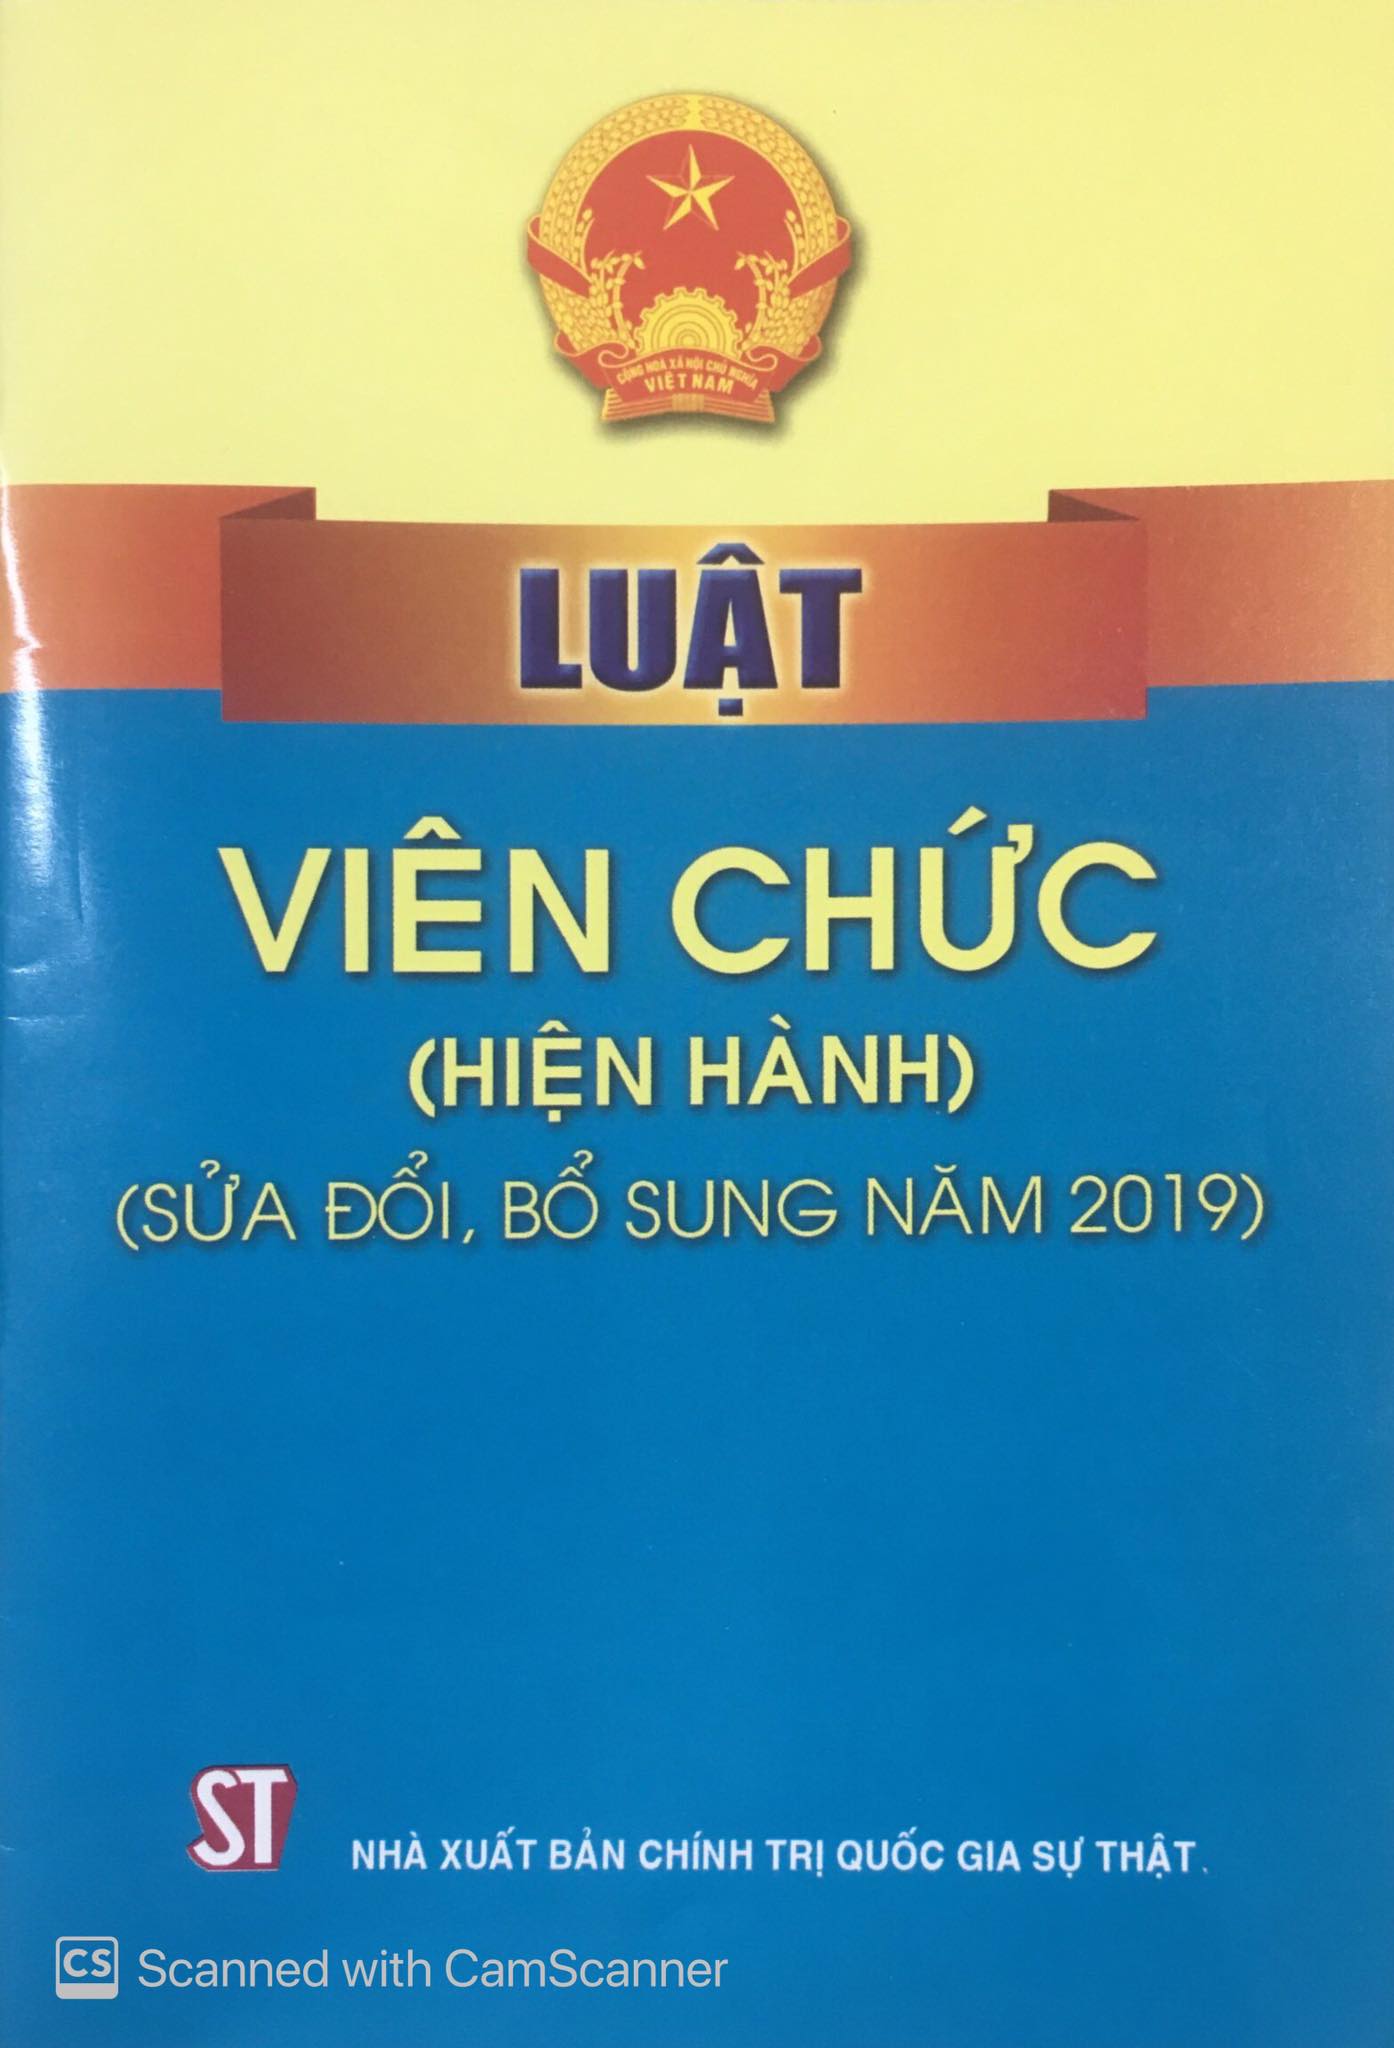 CỘNG HOÀ XÃ HỘI CHỦ NGHĨA
VIỆT NAM
LUẬT
VIÊN CHỨC
(HIỆN HÀNH)
(SỬA ĐỔI, BỔ SUNG NĂM 2019)
ST
NHÀ XUẤT BẢN CHÍNH TRỊ QUỐC GIA SỰ THẬT
CS Scanned with CamScanner